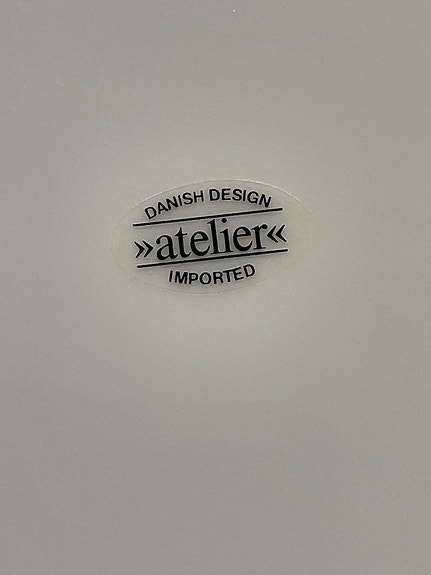 DANISH DESIGN
»atelier«
IMPORTED